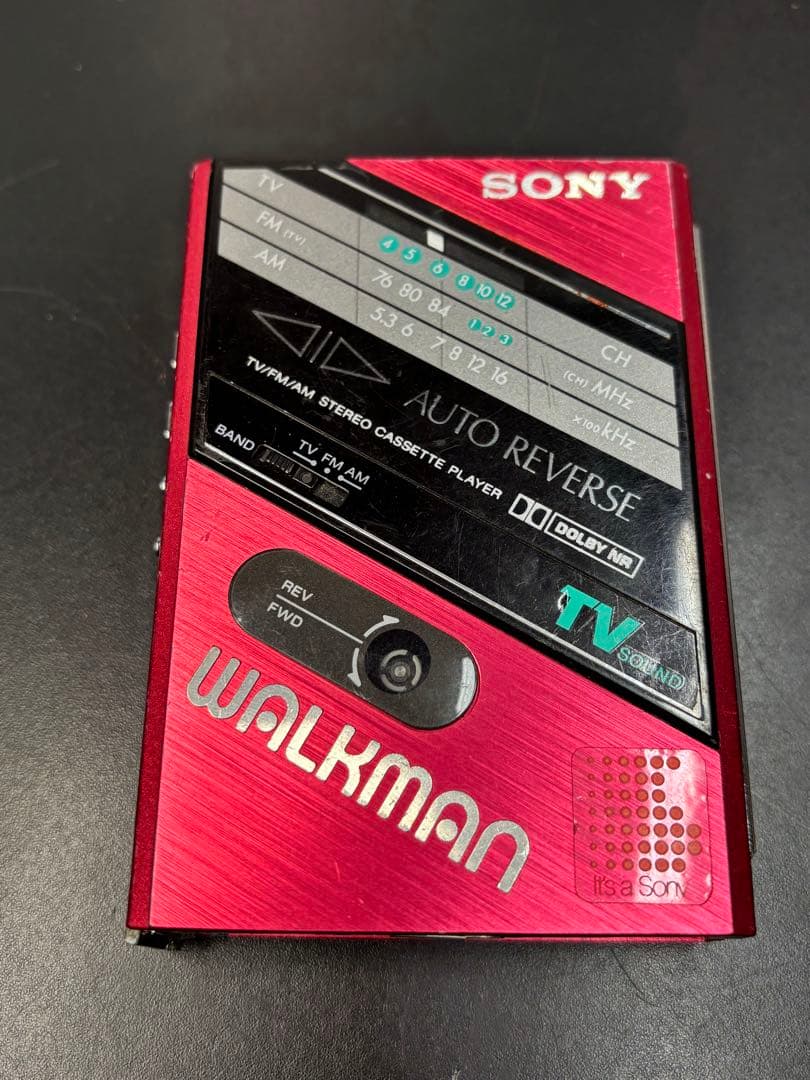 SONY
TV
4 5 6 8 10 12
CH
FM (TV)
76 80 84 1 2 3
(CH) MHz
AM
5.3 6 7 8 12 16
x100 kHz
AUTO REVERSE
TV/FM/AM STEREO CASSETTE PLAYER
DOLBY NR
BAND
TV FM AM
TV
SOUND
REV
FWD
WALKMAN
It's a Sony